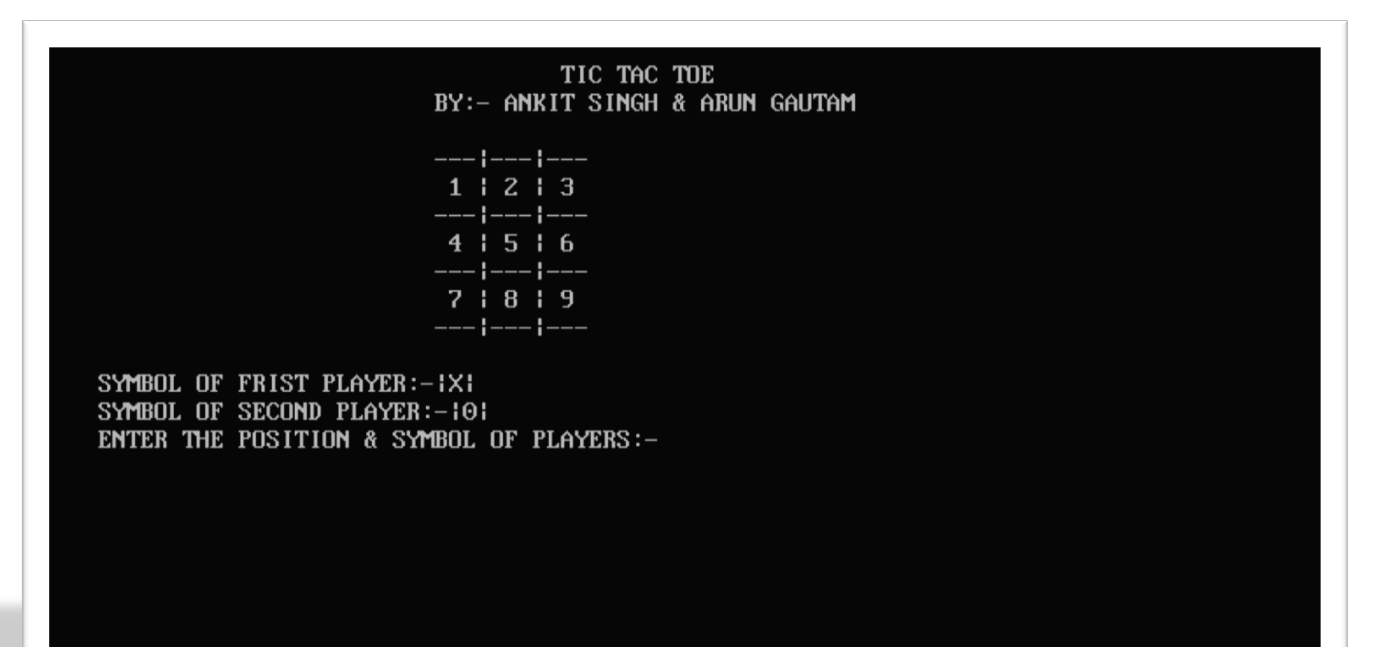 TIC TAC TOE
BY:- ANKIT SINGH & ARUN GAUTAM
---¦---¦---
1 ¦ 2 ¦ 3
---¦---¦---
4 ¦ 5 ¦ 6
---¦---¦---
7 ¦ 8 ¦ 9
---¦---¦---
SYMBOL OF FRIST PLAYER:-¦X¦
SYMBOL OF SECOND PLAYER:-¦0¦
ENTER THE POSITION & SYMBOL OF PLAYERS:-